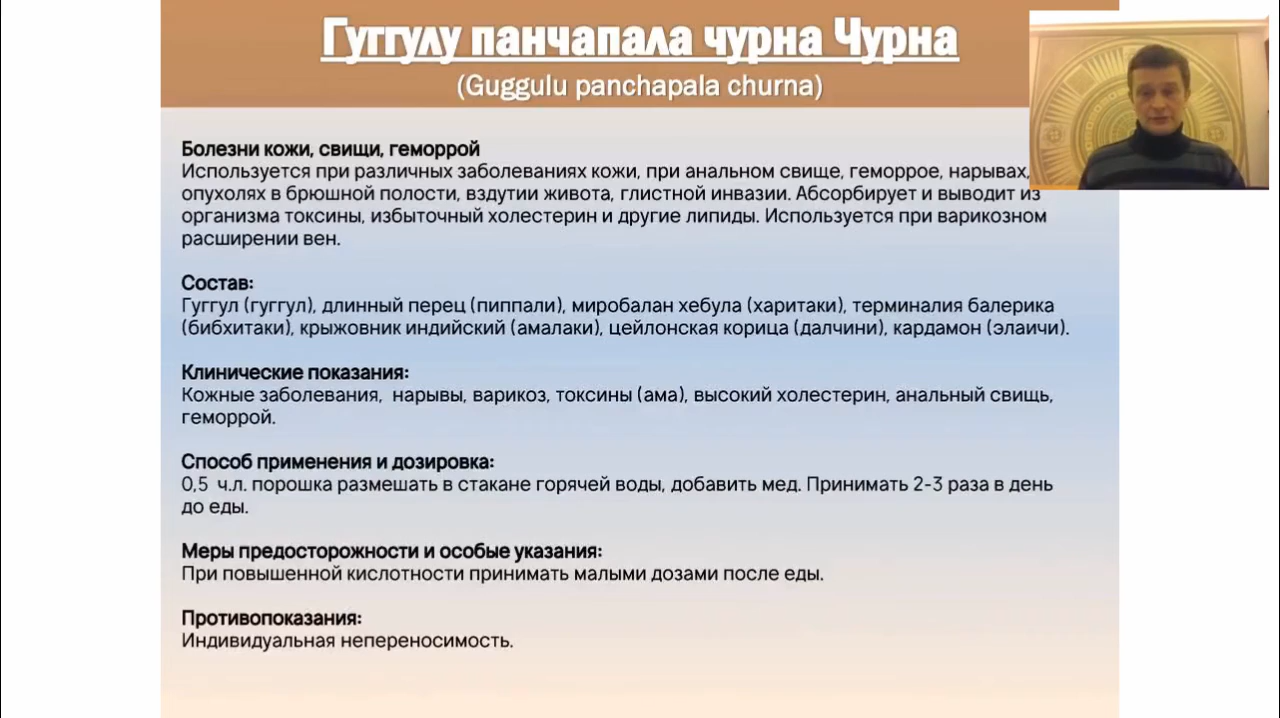 Гуггулу панчапала чурна Чурна
(Guggulu panchapala churna)
Болезни кожи, свищи, геморрой
Используется при различных заболеваниях кожи, при анальном свище, геморрое, нарывах,
опухолях в брюшной полости, вздутии живота, глистной инвазии. Абсорбирует и выводит из
организма токсины, избыточный холестерин и другие липиды. Используется при варикозном
расширении вен.
Состав:
Гуггул (гуггул), длинный перец (пиппали), миробалан хебула (харитаки), терминалия балерика
(бибхитаки), крыжовник индийский (амалаки), цейлонская корица (далчини), кардамон (элаичи).
Клинические показания:
Кожные заболевания, нарывы, варикоз, токсины (ама), высокий холестерин, анальный свищь,
геморрой.
Способ применения и дозировка:
0,5 ч.л. порошка размешать в стакане горячей воды, добавить мед. Принимать 2-3 раза в день
до еды.
Меры предосторожности и особые указания:
При повышенной кислотности принимать малыми дозами после еды.
Противопоказания:
Индивидуальная непереносимость.